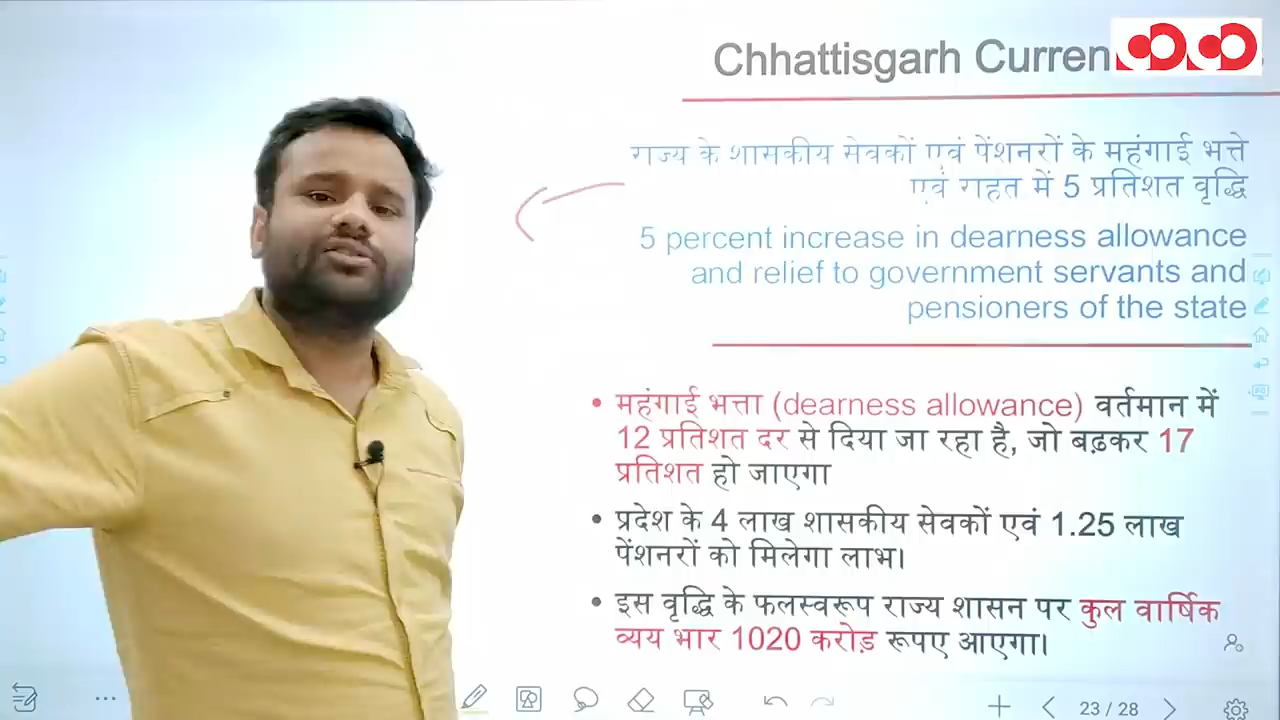 Chhattisgarh Curren
राज्य के शासकीय सेवकों एवं पेंशनरों के महंगाई भत्ते
एवं राहत में 5 प्रतिशत वृद्धि
5 percent increase in dearness allowance
and relief to government servants and
pensioners of the state
• महंगाई भत्ता (dearness allowance) वर्तमान में
12 प्रतिशत दर से दिया जा रहा है, जो बढ़कर 17
प्रतिशत हो जाएगा
• प्रदेश के 4 लाख शासकीय सेवकों एवं 1.25 लाख
पेंशनरों को मिलेगा लाभ।
• इस वृद्धि के फलस्वरूप राज्य शासन पर कुल वार्षिक
व्यय भार 1020 करोड़ रूपए आएगा।
23 / 28